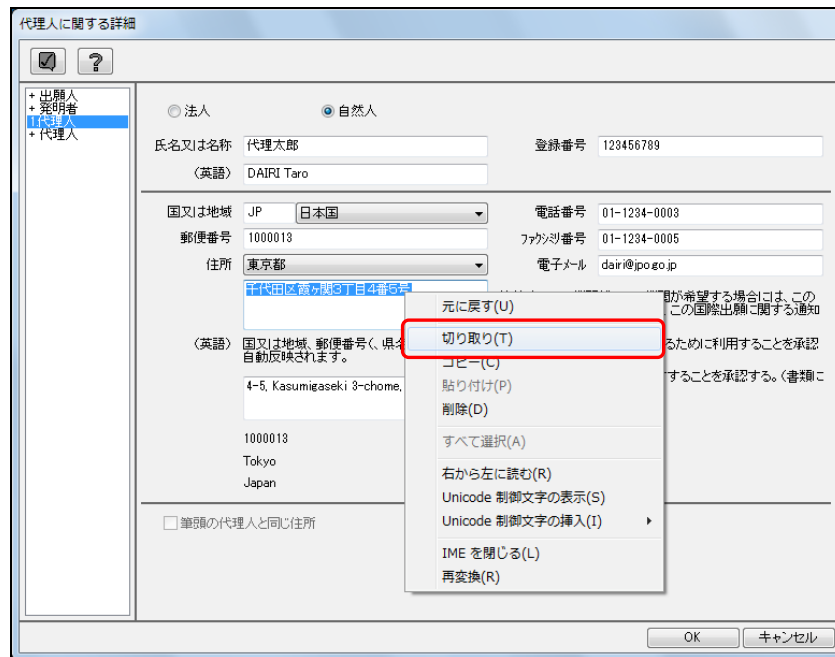 代理人に関する詳細
+ 出願人
+ 発明者
1.代理人
+ 代理人
法人 自然人
氏名又は名称 代理太郎 登録番号 123456789
(英語) DAIRI Taro
国又は地域 JP 日本国 電話番号 01-1234-0003
郵便番号 1000013 ファクシミリ番号 01-1234-0005
住所 東京都 電子メール dairi@jpo.go.jp
千代田区霞ヶ関3丁目4番5号
が希望する場合には、この
この国際出願に関する通知
(英語) 国又は地域、郵便番号(、県名
自動反映されます。
るために利用することを承認
することを承認する。(書類に
4-5, Kasumigaseki 3-chome,
1000013
Tokyo
Japan
筆頭の代理人と同じ住所
元に戻す(U)
切り取り(T)
コピー(C)
貼り付け(P)
削除(D)
すべて選択(A)
右から左に読む(R)
Unicode 制御文字の表示(S)
Unicode 制御文字の挿入(I)
IME を閉じる(L)
再変換(R)
OK キャンセル